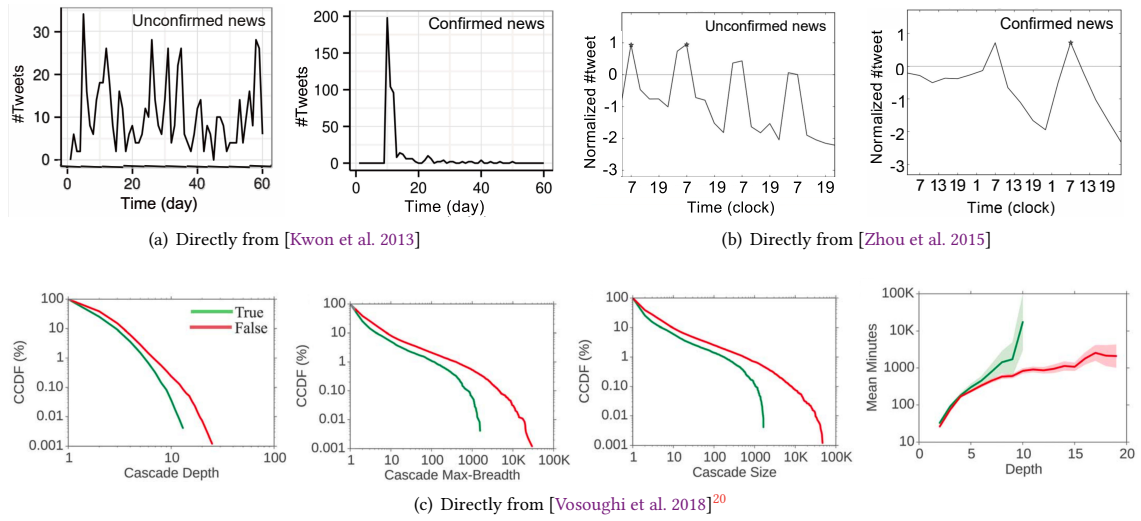 Unconfirmed news
#Tweets
30
20
10
0
0 20 40 60
Time (day)
Confirmed news
#Tweets
200
150
100
50
0
0 20 40 60
Time (day)
(a) Directly from [Kwon et al. 2013]
Unconfirmed news
Normalized #tweet
1
0
-1
-2
-3
7 19 7 19 7 19 7 19
Time (clock)
Confirmed news
Normalized #tweet
1
0
-1
-2
-3
7 13 19 1 7 13 19 1 7 13 19
Time (clock)
(b) Directly from [Zhou et al. 2015]
CCDF (%)
100
10
1
0.10
0.01
0.001
True
False
1 10 100
Cascade Depth
CCDF (%)
100
10
1
0.1
0.01
0.001
1 10 100 1000 10K 100K
Cascade Max-Breadth
CCDF (%)
100
10
1
0.1
0.01
0.001
1 10 100 1000 10K 100K
Cascade Size
Mean Minutes
100K
10K
1000
100
10
0 5 10 15 20
Depth
(c) Directly from [Vosoughi et al. 2018]20